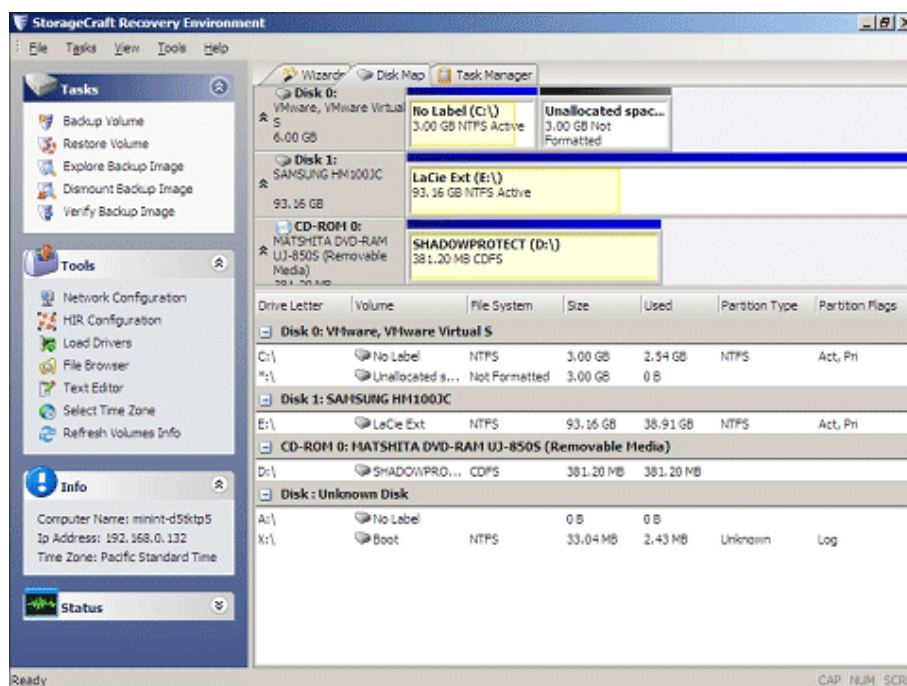 StorageCraft Recovery Environment
File Tasks View Tools Help
Tasks
Backup Volume
Restore Volume
Explore Backup Image
Dismount Backup Image
Verify Backup Image
Tools
Network Configuration
HIR Configuration
Load Drivers
File Browser
Text Editor
Select Time Zone
Refresh Volumes Info
Info
Computer Name: minint-d5tktp5
Ip Address: 192.168.0.132
Time Zone: Pacific Standard Time
Status
Wizards Disk Map Task Manager
Disk 0:
VMware, VMware Virtual
S
6.00 GB
No Label (C:\)
3.00 GB NTFS Active
Unallocated spac...
3.00 GB Not
Formatted
Disk 1:
SAMSUNG HM100JC
93.16 GB
LaCie Ext (E:\)
93.16 GB NTFS Active
CD-ROM 0:
MATSHITA DVD-RAM
UJ-850S (Removable
Media)
381.20 MB
SHADOWPROTECT (D:\)
381.20 MB CDFS
Drive Letter Volume File System Size Used Partition Type Partition Flags
Disk 0: VMware, VMware Virtual S
C:\ No Label NTFS 3.00 GB 2.54 GB NTFS Act, Pri
*:\ Unallocated s... Not Formatted 3.00 GB 0 B
Disk 1: SAMSUNG HM100JC
E:\ LaCie Ext NTFS 93.16 GB 38.91 GB NTFS Act, Pri
CD-ROM 0: MATSHITA DVD-RAM UJ-850S (Removable Media)
D:\ SHADOWPRO... CDFS 381.20 MB 381.20 MB
Disk : Unknown Disk
A:\ No Label 0 B 0 B
X:\ Boot NTFS 33.04 MB 2.43 MB Unknown Log
Ready
CAP NUM SCR